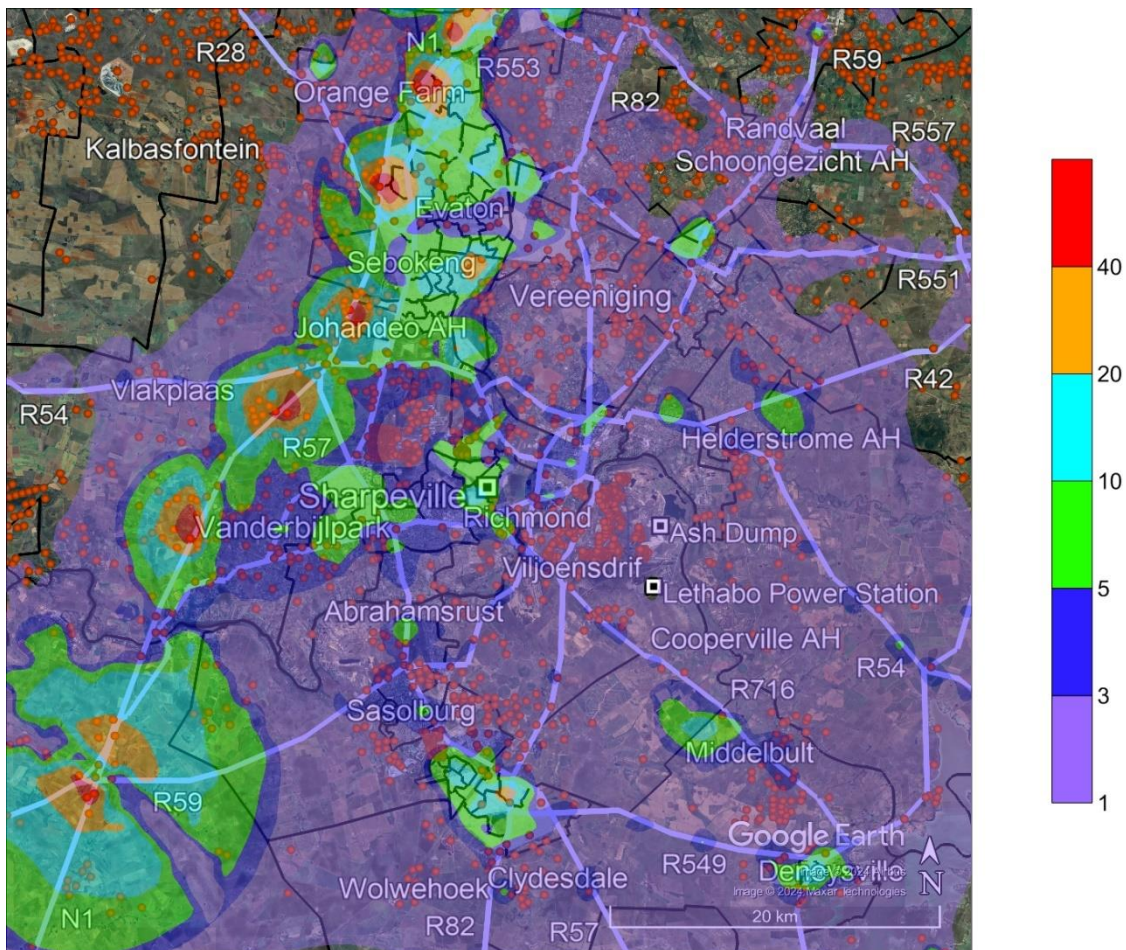 N1
R28
R553
R59
Orange Farm
R82
Randvaal
R557
Kalbasfontein
Schoongezicht AH
Evaton
Sebokeng
R551
Vereeniging
Johandeo AH
Vlakplaas
R42
R54
R57
Helderstrome AH
Sharpeville
Vanderbijlpark
Richmond
Ash Dump
Viljoensdrif
Lethabo Power Station
Abrahamsrust
Cooperville AH
R54
R716
Sasolburg
Middelbult
R59
Google Earth
R549
Deneysville
Image © 2024 Airbus
Wolwehoek
Clydesdale
Image © 2024 Maxar Technologies
N
N1
R82
R57
20 km
40
20
10
5
3
1